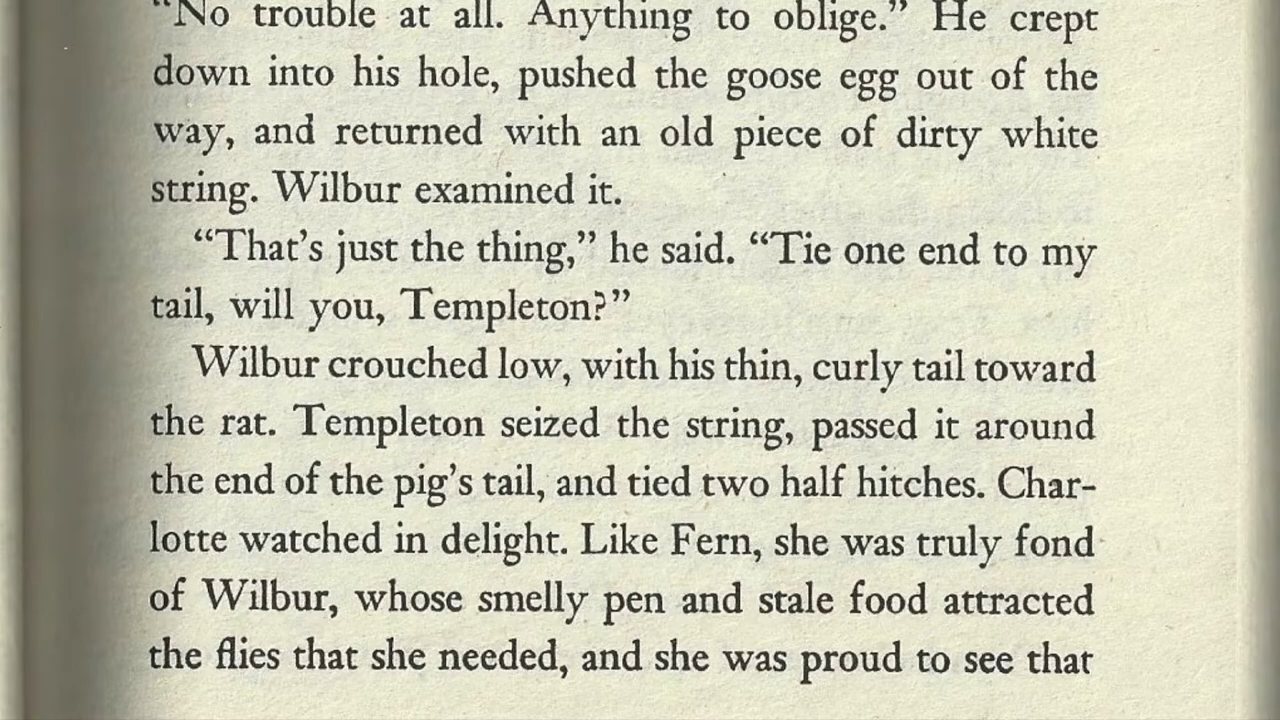 “No trouble at all. Anything to oblige.” He crept
down into his hole, pushed the goose egg out of the
way, and returned with an old piece of dirty white
string. Wilbur examined it.
“That’s just the thing,” he said. “Tie one end to my
tail, will you, Templeton?”
Wilbur crouched low, with his thin, curly tail toward
the rat. Templeton seized the string, passed it around
the end of the pig’s tail, and tied two half hitches. Char-
lotte watched in delight. Like Fern, she was truly fond
of Wilbur, whose smelly pen and stale food attracted
the flies that she needed, and she was proud to see that